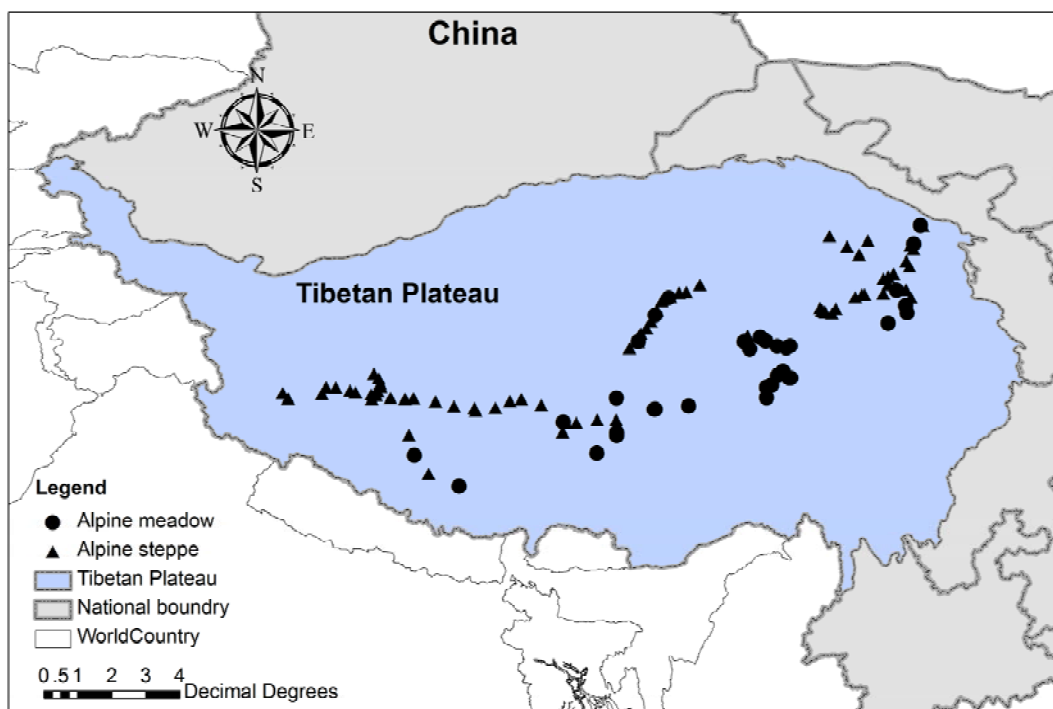 China
N
W E
S
Tibetan Plateau
Legend
Alpine meadow
Alpine steppe
Tibetan Plateau
National boundry
WorldCountry
0 0.5 1 2 3 4
Decimal Degrees